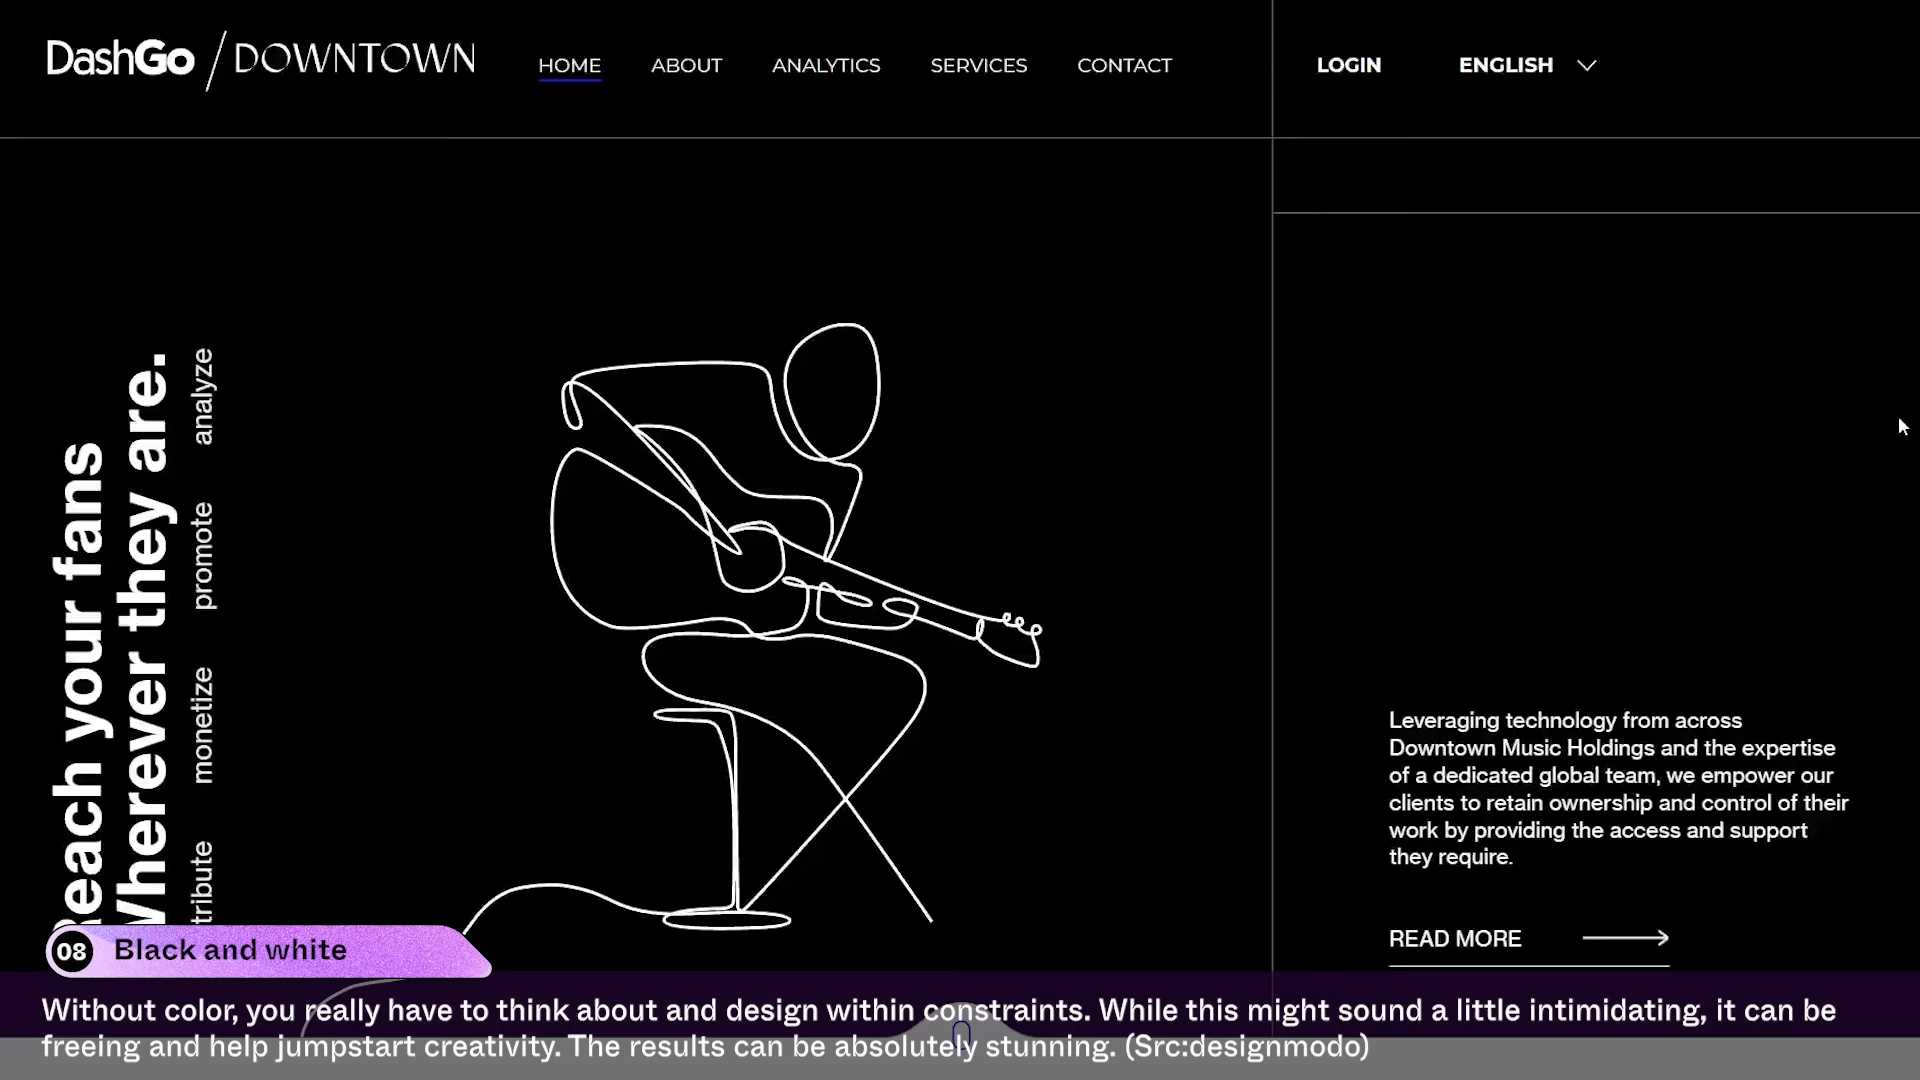 DashGo / DOWNTOWN
HOME
ABOUT
ANALYTICS
SERVICES
CONTACT
LOGIN
ENGLISH
Reach your fans
Wherever they are.
tribute monetize promote analyze
Leveraging technology from across
Downtown Music Holdings and the expertise
of a dedicated global team, we empower our
clients to retain ownership and control of their
work by providing the access and support
they require.
READ MORE
08 Black and white
Without color, you really have to think about and design within constraints. While this might sound a little intimidating, it can be
freeing and help jumpstart creativity. The results can be absolutely stunning. (Src:designmodo)